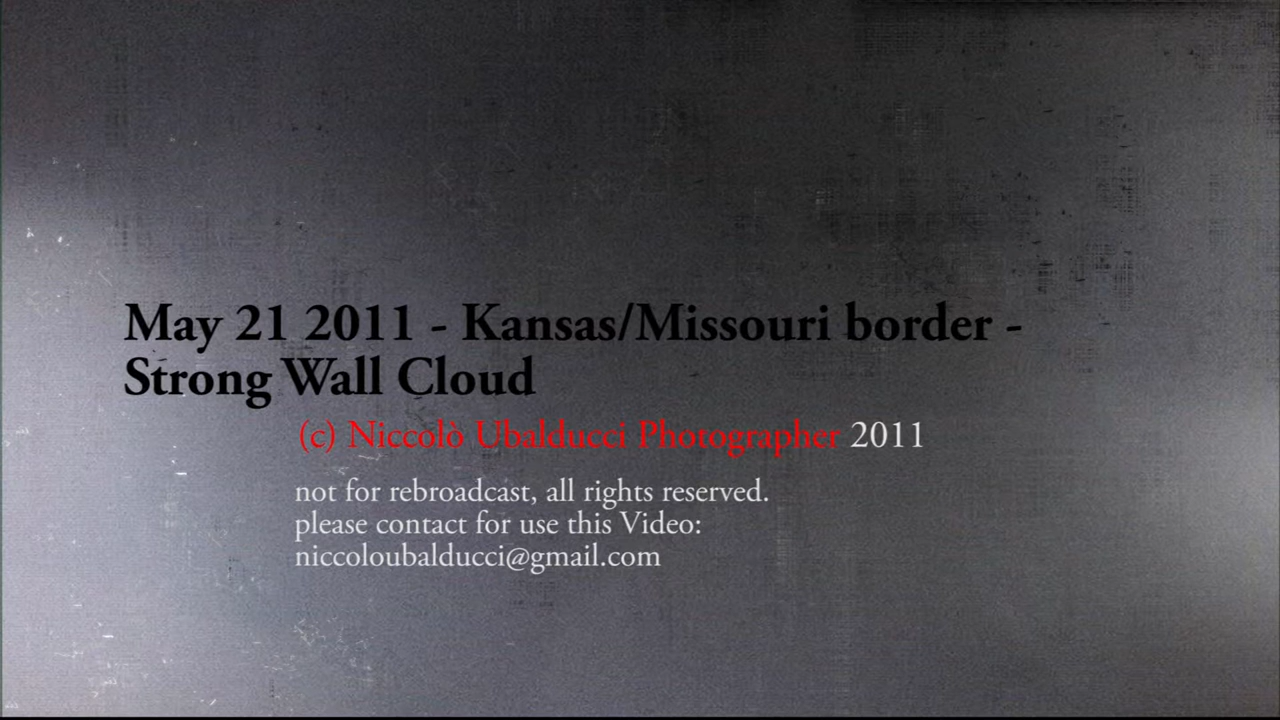 May 21 2011 - Kansas/Missouri border -
Strong Wall Cloud
(c) Niccolò Ubalducci Photographer 2011
not for rebroadcast, all rights reserved.
please contact for use this Video:
niccoloubalducci@gmail.com